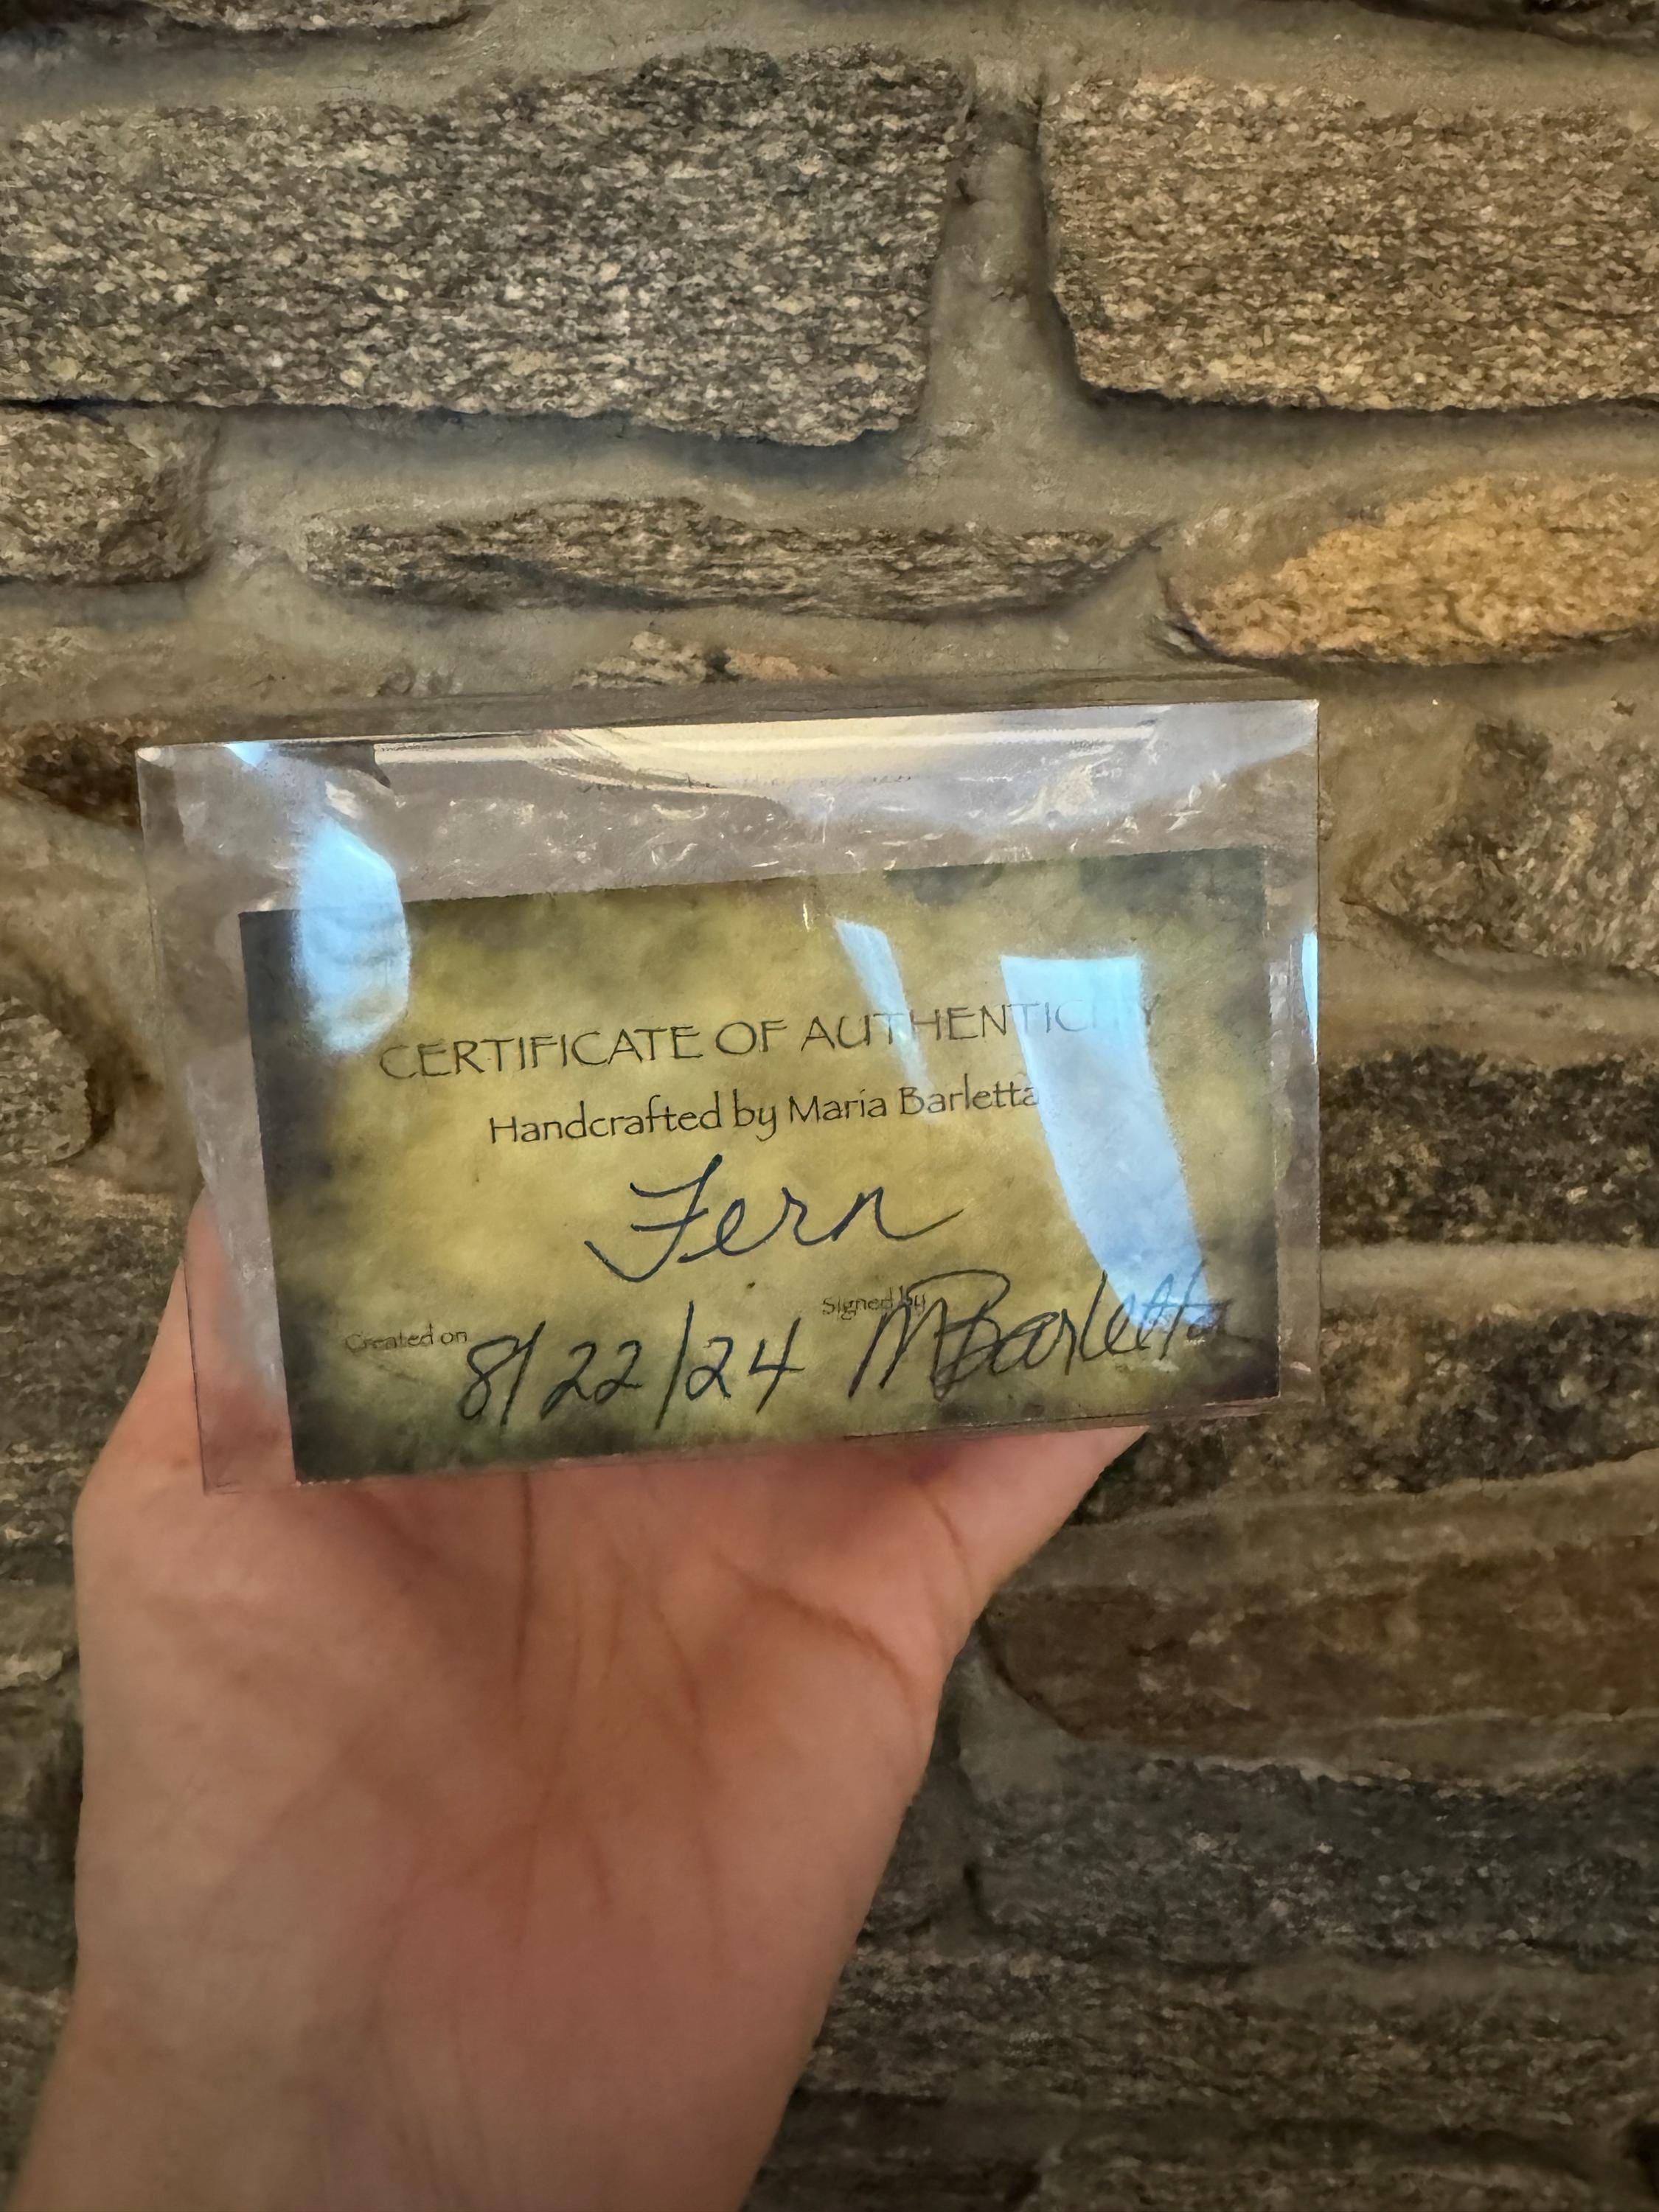 CERTIFICATE OF AUTHENTICITY
Handcrafted by Maria Barletta
Fern
Created on 8/22/24
Signed by MBarletta